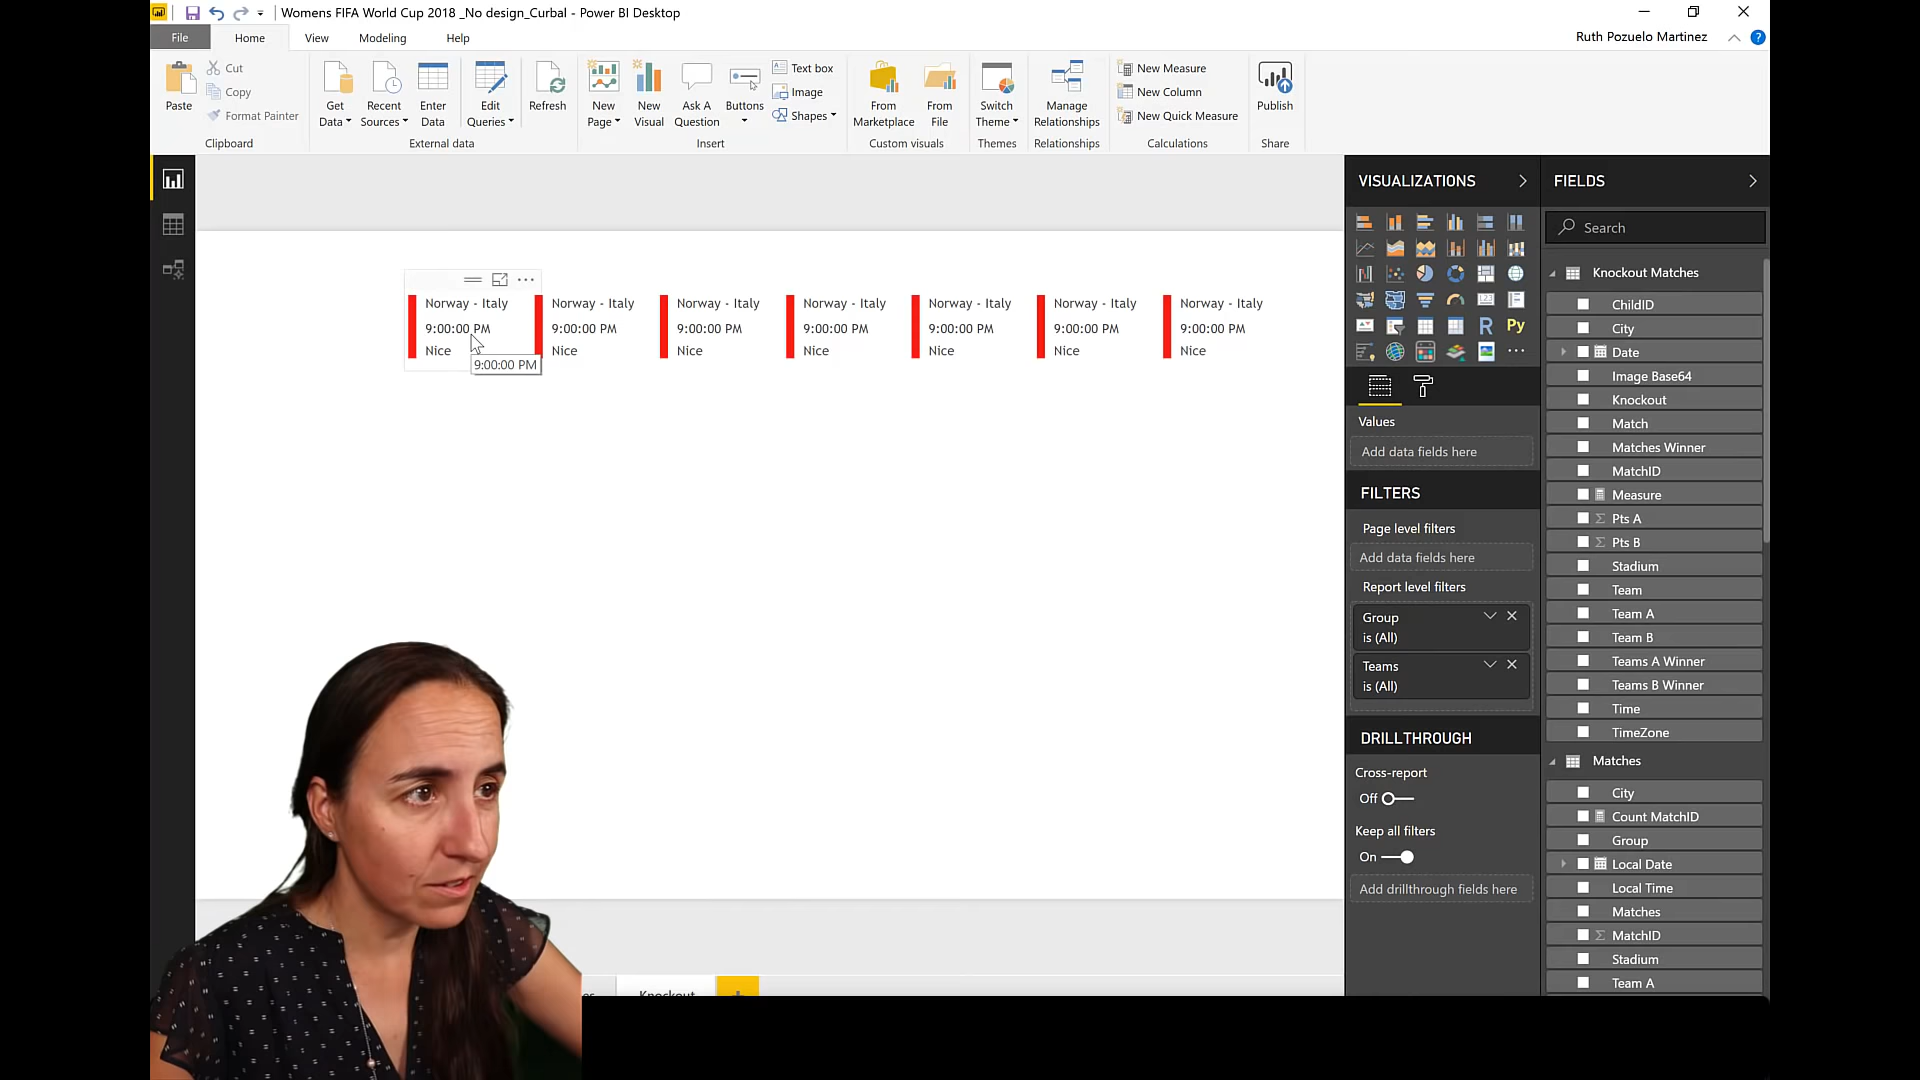 Womens FIFA World Cup 2018 _No design_Curbal - Power BI Desktop
File Home View Modeling Help
Ruth Pozuelo Martinez
Paste
Cut
Copy
Format Painter
Clipboard
Get Data
Recent Sources
Enter Data
Edit Queries
Refresh
External data
New Page
New Visual
Ask A Question
Buttons
Text box
Image
Shapes
Insert
From Marketplace
From File
Custom visuals
Switch Theme
Themes
Manage Relationships
Relationships
New Measure
New Column
New Quick Measure
Calculations
Publish
Share
Norway - Italy Norway - Italy Norway - Italy Norway - Italy Norway - Italy Norway - Italy Norway - Italy
9:00:00 PM 9:00:00 PM 9:00:00 PM 9:00:00 PM 9:00:00 PM 9:00:00 PM 9:00:00 PM
Nice Nice Nice Nice Nice Nice Nice
9:00:00 PM
Knockout
VISUALIZATIONS
R Py
Values
Add data fields here
FILTERS
Page level filters
Add data fields here
Report level filters
Group
is (All)
Teams
is (All)
DRILLTHROUGH
Cross-report
Off
Keep all filters
On
Add drillthrough fields here
FIELDS
Search
Knockout Matches
ChildID
City
Date
Image Base64
Knockout
Match
Matches Winner
MatchID
Measure
Pts A
Pts B
Stadium
Team
Team A
Team B
Teams A Winner
Teams B Winner
Time
TimeZone
Matches
City
Count MatchID
Group
Local Date
Local Time
Matches
MatchID
Stadium
Team A